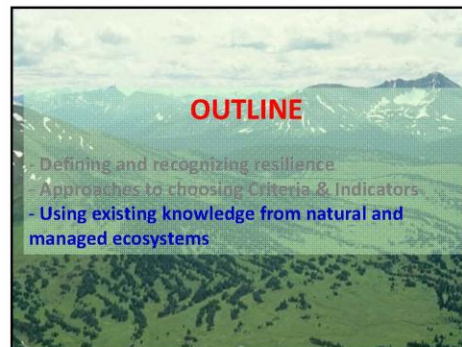 OUTLINE
- Defining and recognizing resilience
- Approaches to choosing Criteria & Indicators
- Using existing knowledge from natural and
managed ecosystems